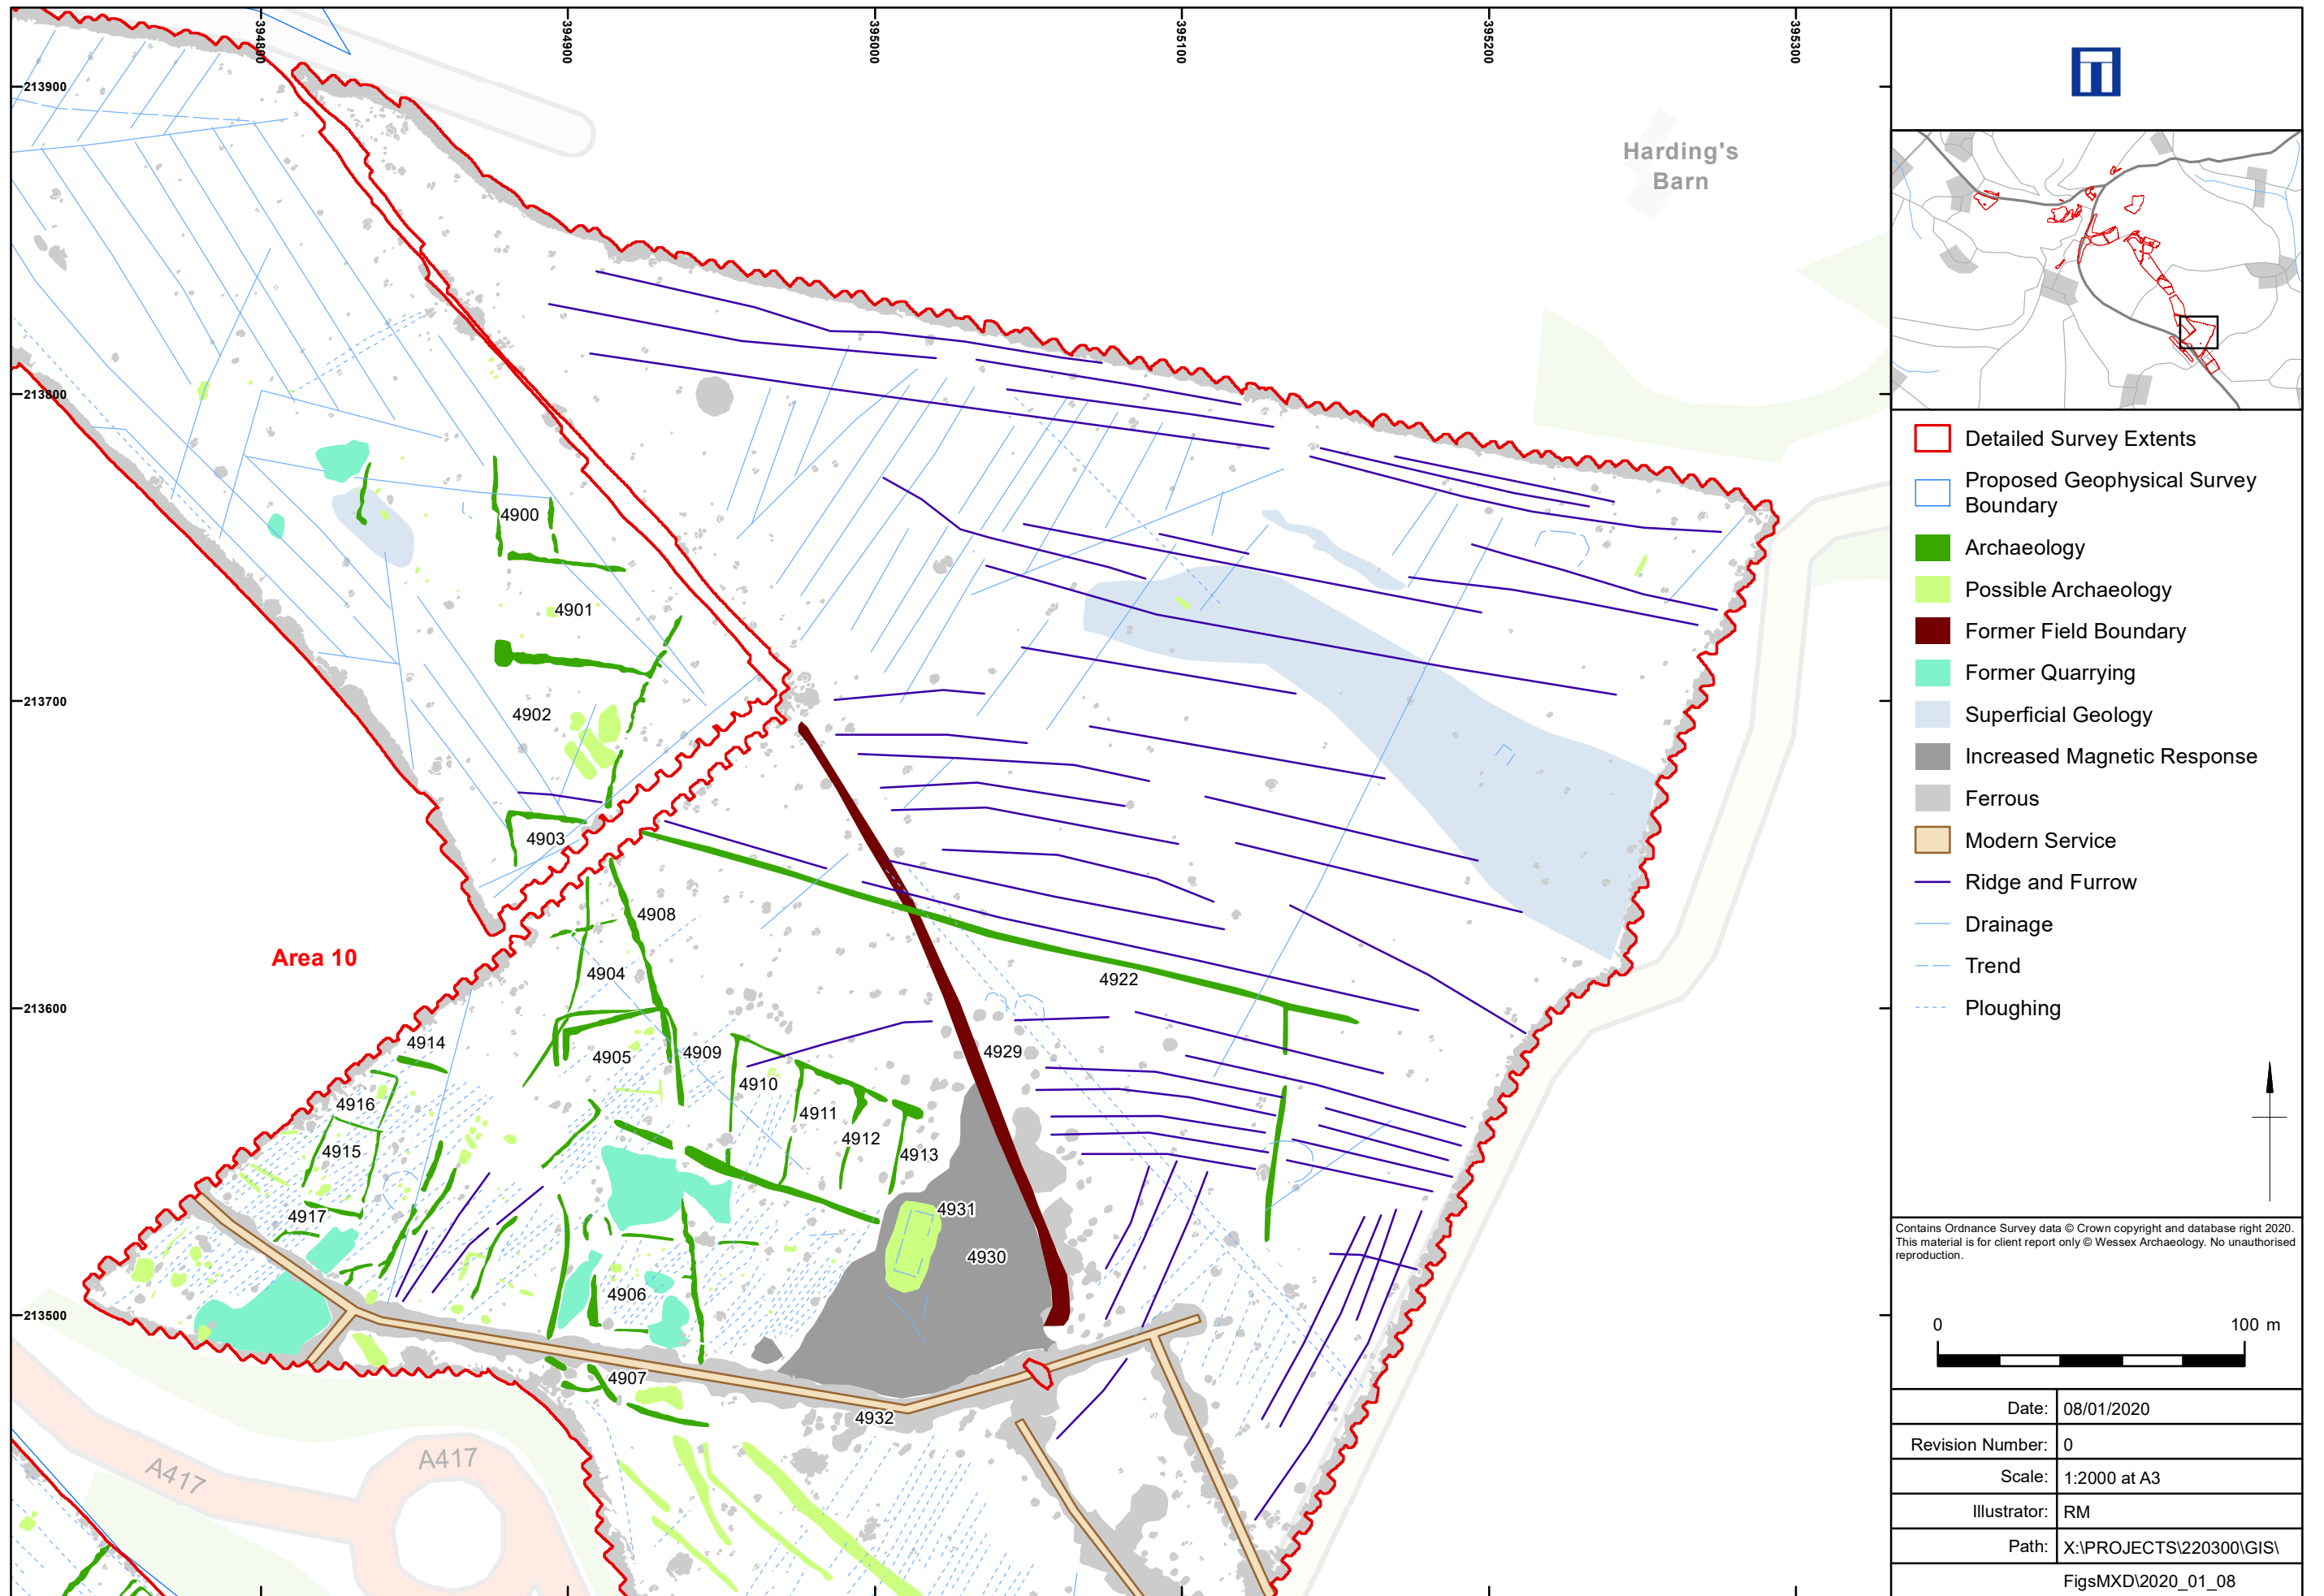 394800
394900
395000
395100
395200
395300
213900
213800
213700
213600
213500
Harding's
Barn
4900
4901
4902
4903
4908
4904
4922
4914
4905
4909
4929
4910
4916
4911
4912
4915
4913
4917
4931
4930
4906
4907
4932
Area 10
A417
A417
Detailed Survey Extents
Proposed Geophysical Survey
Boundary
Archaeology
Possible Archaeology
Former Field Boundary
Former Quarrying
Superficial Geology
Increased Magnetic Response
Ferrous
Modern Service
Ridge and Furrow
Drainage
Trend
Ploughing
Contains Ordnance Survey data © Crown copyright and database right 2020.
This material is for client report only © Wessex Archaeology. No unauthorised
reproduction.
0 100 m
Date: 08/01/2020
Revision Number: 0
Scale: 1:2000 at A3
Illustrator: RM
Path: X:\PROJECTS\220300\GIS\
FigsMXD\2020_01_08